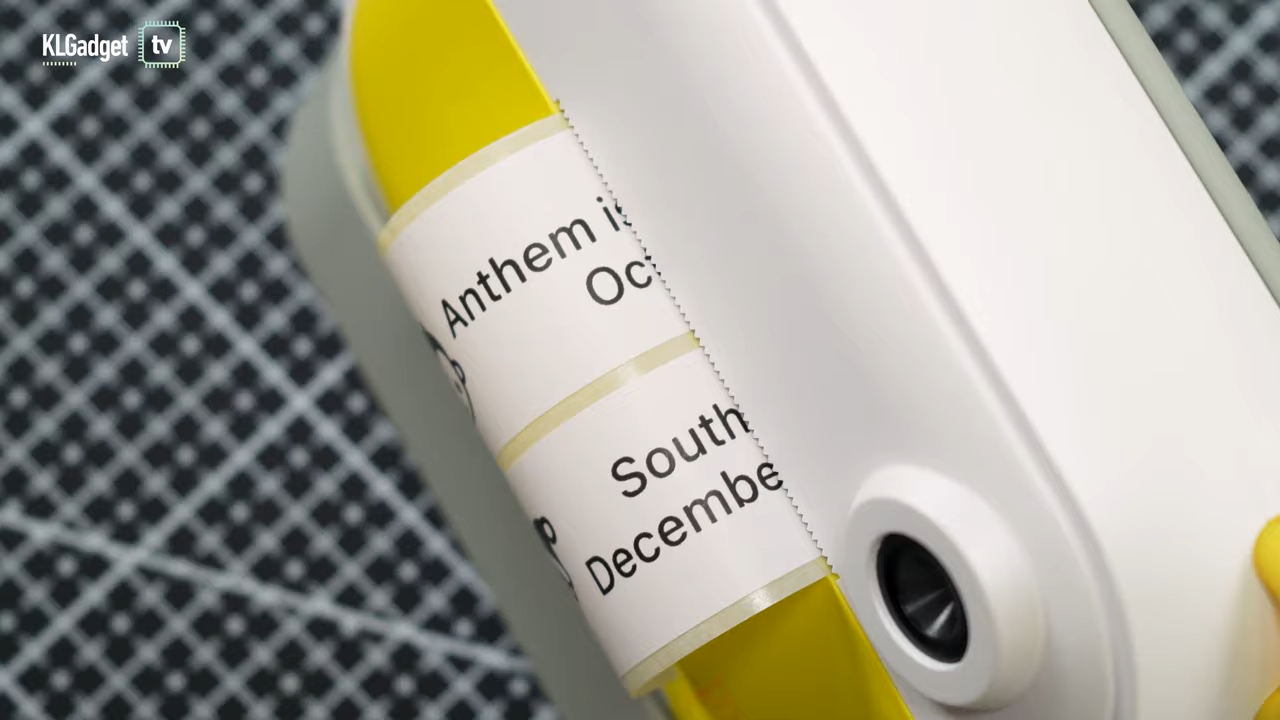 KLGadget tv
Anthem is
Oc
South
Decembe